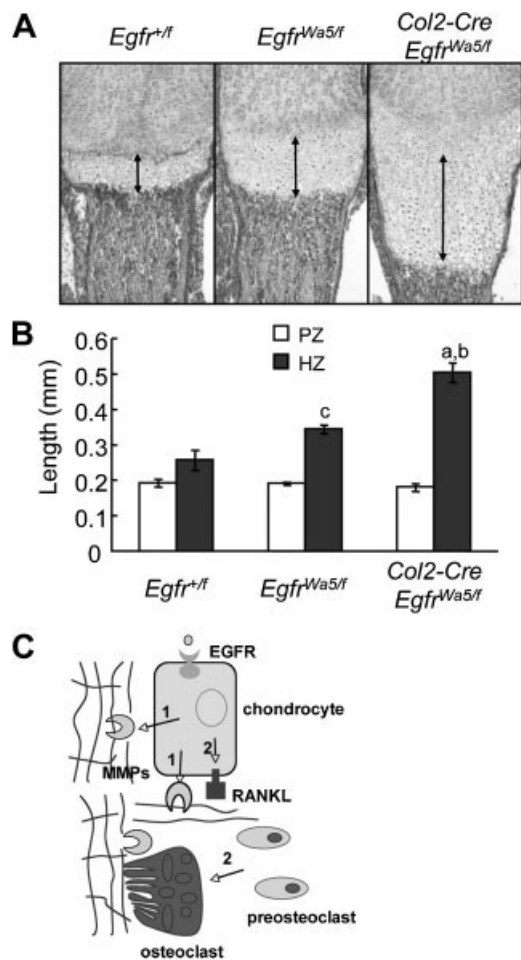 A
Egfr+/f
EgfrWa5/f
Col2-Cre
EgfrWa5/f
B
Length (mm)
0.6
0.5
0.4
0.3
0.2
0.1
0
PZ
HZ
c
a,b
Egfr+/f
EgfrWa5/f
Col2-Cre
EgfrWa5/f
C
EGFR
chondrocyte
1
MMPs
1
2
RANKL
2
preosteoclast
osteoclast